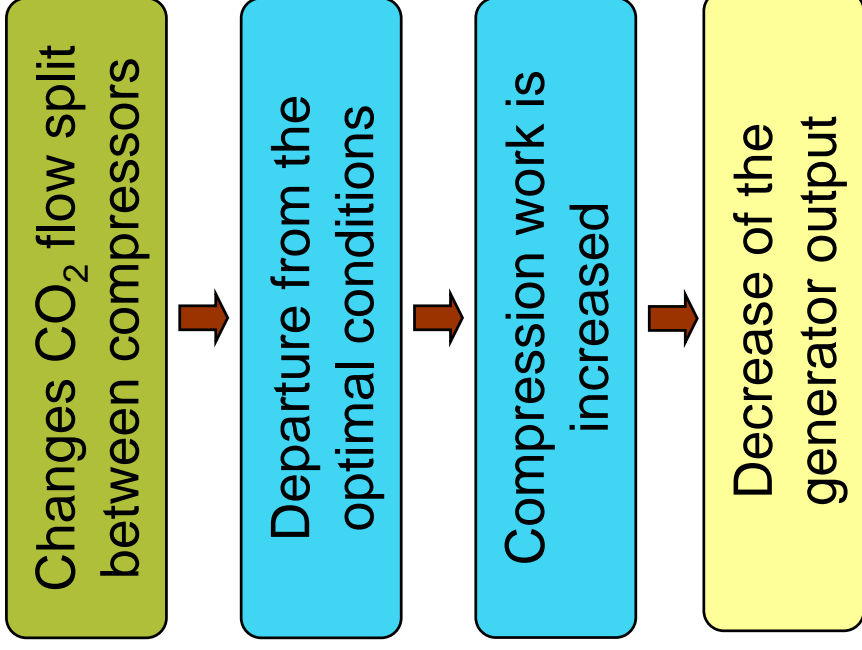 Changes CO₂ flow split
between compressors
Departure from the
optimal conditions
Compression work is
increased
Decrease of the
generator output